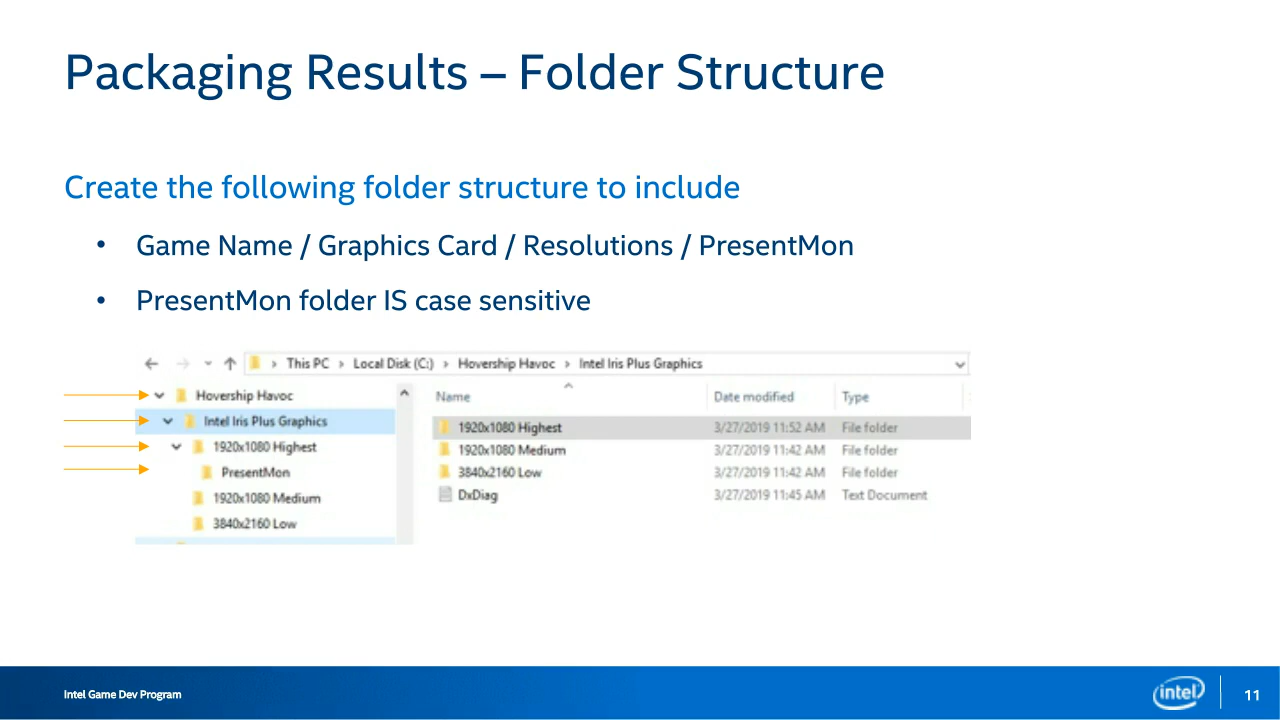 Packaging Results – Folder Structure
Create the following folder structure to include
• Game Name / Graphics Card / Resolutions / PresentMon
• PresentMon folder IS case sensitive
This PC > Local Disk (C:) > Hovership Havoc > Intel Iris Plus Graphics
Hovership Havoc
Intel Iris Plus Graphics
1920x1080 Highest
PresentMon
1920x1080 Medium
3840x2160 Low
Name Date modified Type
1920x1080 Highest 3/27/2019 11:52 AM File folder
1920x1080 Medium 3/27/2019 11:42 AM File folder
3840x2160 Low 3/27/2019 11:42 AM File folder
DxDiag 3/27/2019 11:45 AM Text Document
Intel Game Dev Program
intel
11